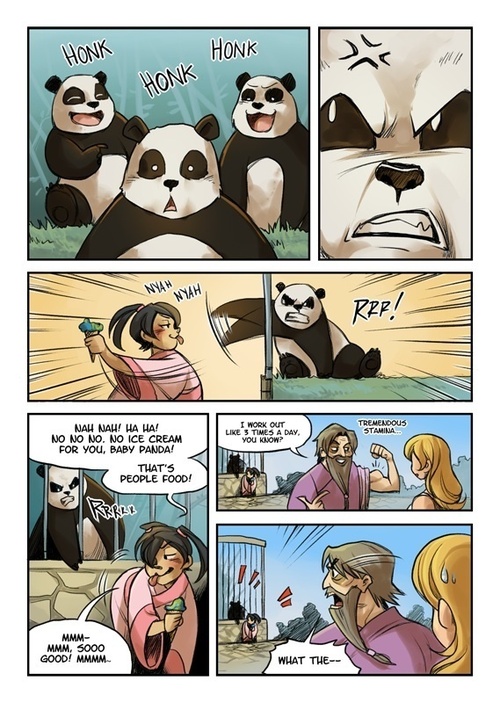 HONK
HONK
HONK
NYAH
NYAH
RRR!
NAH NAH! HA HA!
NO NO NO. NO ICE CREAM
FOR YOU, BABY PANDA!
THAT'S
PEOPLE FOOD!
RRRRR
MMM-
MMM, SOOO
GOOD! MMMM...
I WORK OUT
LIKE 3 TIMES A DAY,
YOU KNOW?
TREMENDOUS
STAMINA...
WHAT THE--